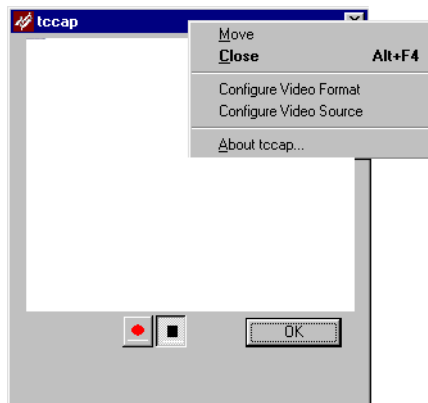 tccap
Move
Close Alt+F4
Configure Video Format
Configure Video Source
About tccap...
OK